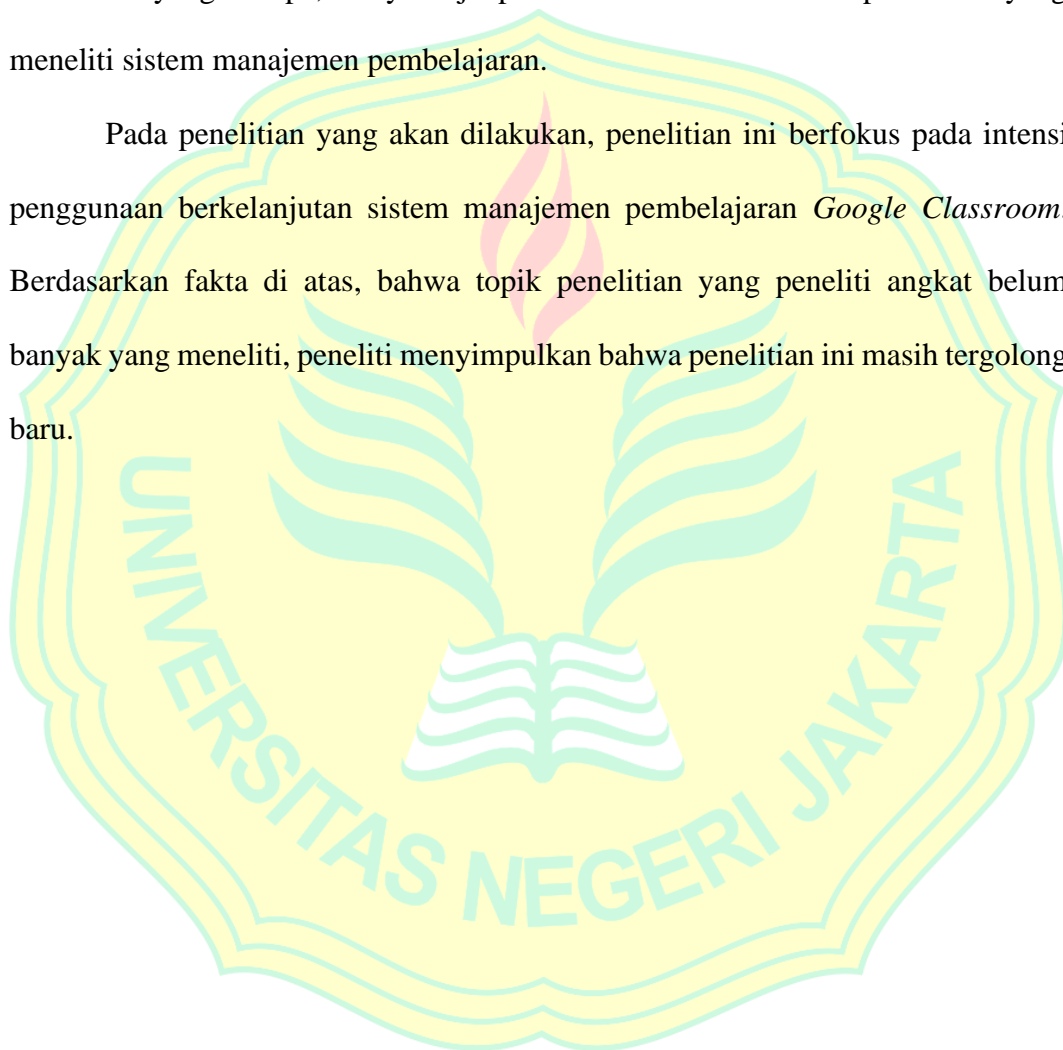 meneliti sistem manajemen pembelajaran.
Pada penelitian yang akan dilakukan, penelitian ini berfokus pada intensi
penggunaan berkelanjutan sistem manajemen pembelajaran Google Classroom.
Berdasarkan fakta di atas, bahwa topik penelitian yang peneliti angkat belum
banyak yang meneliti, peneliti menyimpulkan bahwa penelitian ini masih tergolong
baru.
UNIVERSITAS NEGERI JAKARTA